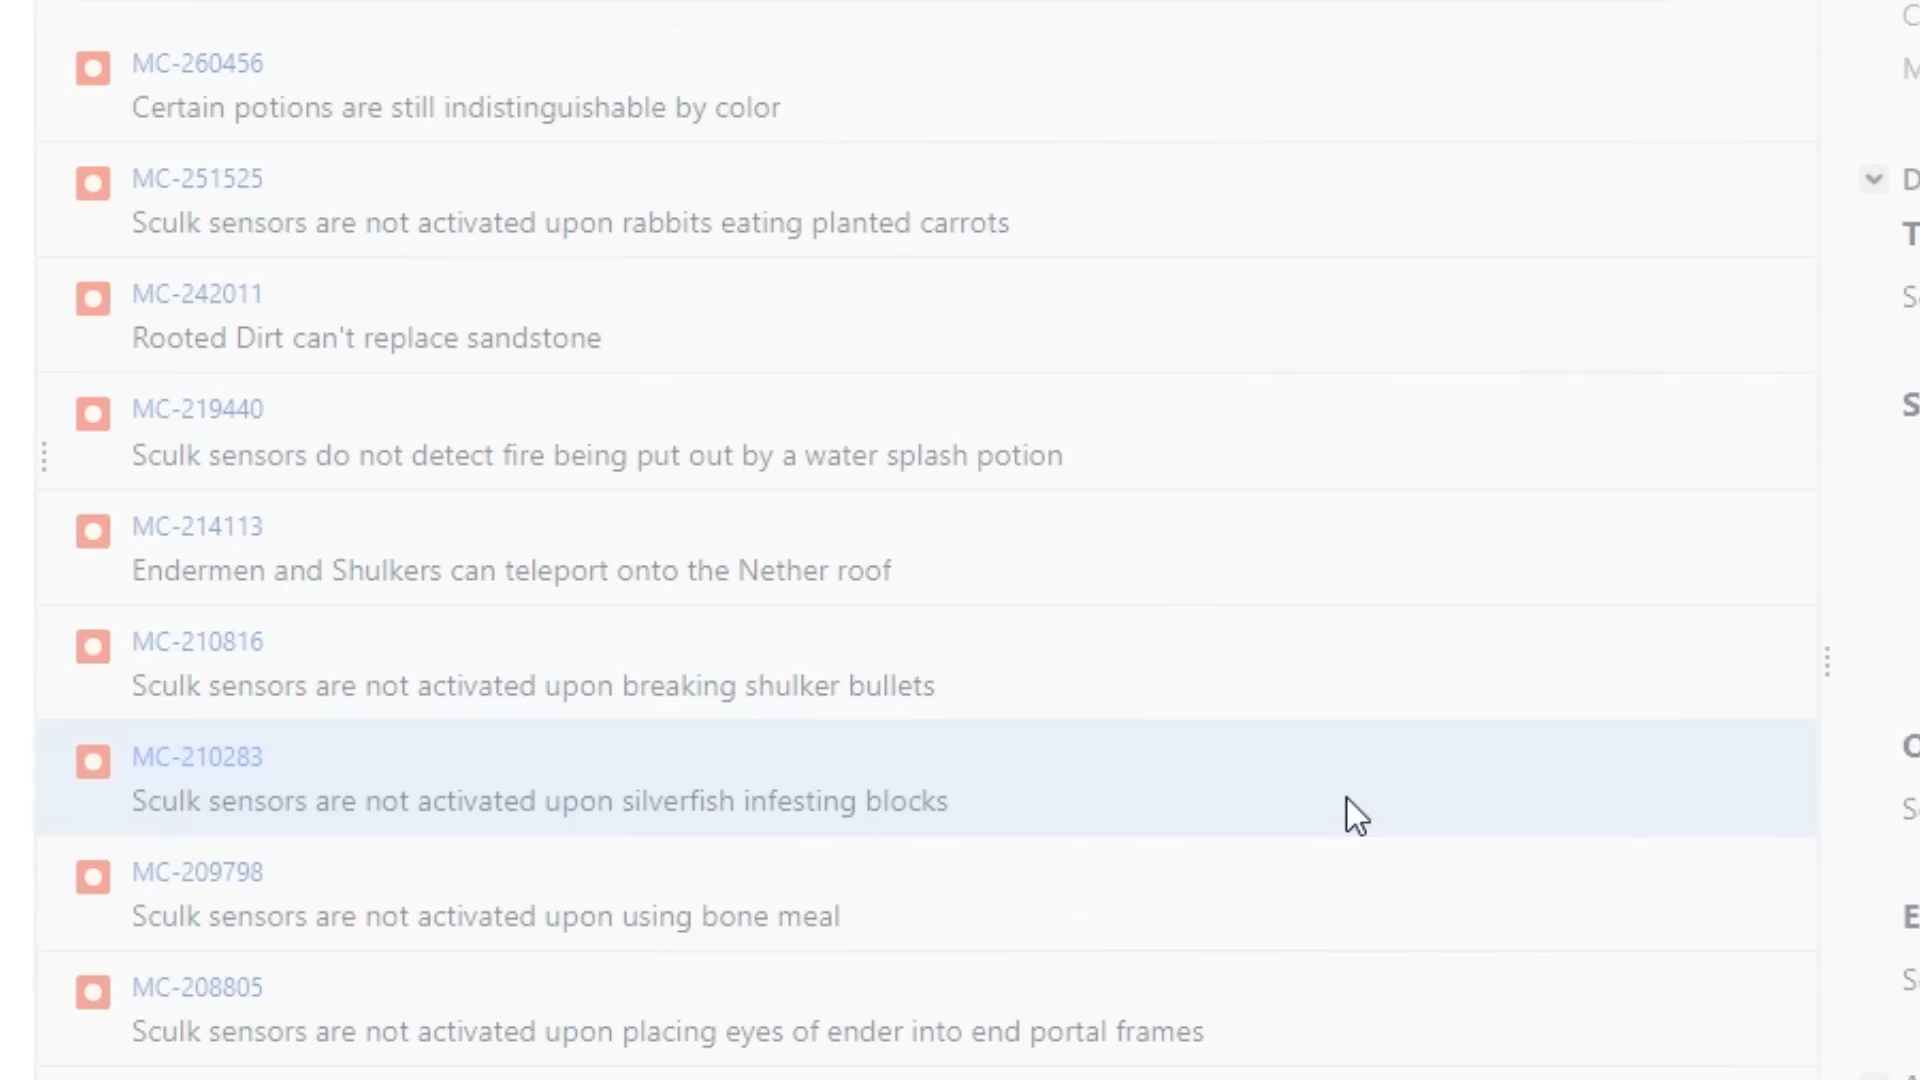 MC-260456
Certain potions are still indistinguishable by color
MC-251525
Sculk sensors are not activated upon rabbits eating planted carrots
MC-242011
Rooted Dirt can't replace sandstone
MC-219440
Sculk sensors do not detect fire being put out by a water splash potion
MC-214113
Endermen and Shulkers can teleport onto the Nether roof
MC-210816
Sculk sensors are not activated upon breaking shulker bullets
MC-210283
Sculk sensors are not activated upon silverfish infesting blocks
MC-209798
Sculk sensors are not activated upon using bone meal
MC-208805
Sculk sensors are not activated upon placing eyes of ender into end portal frames